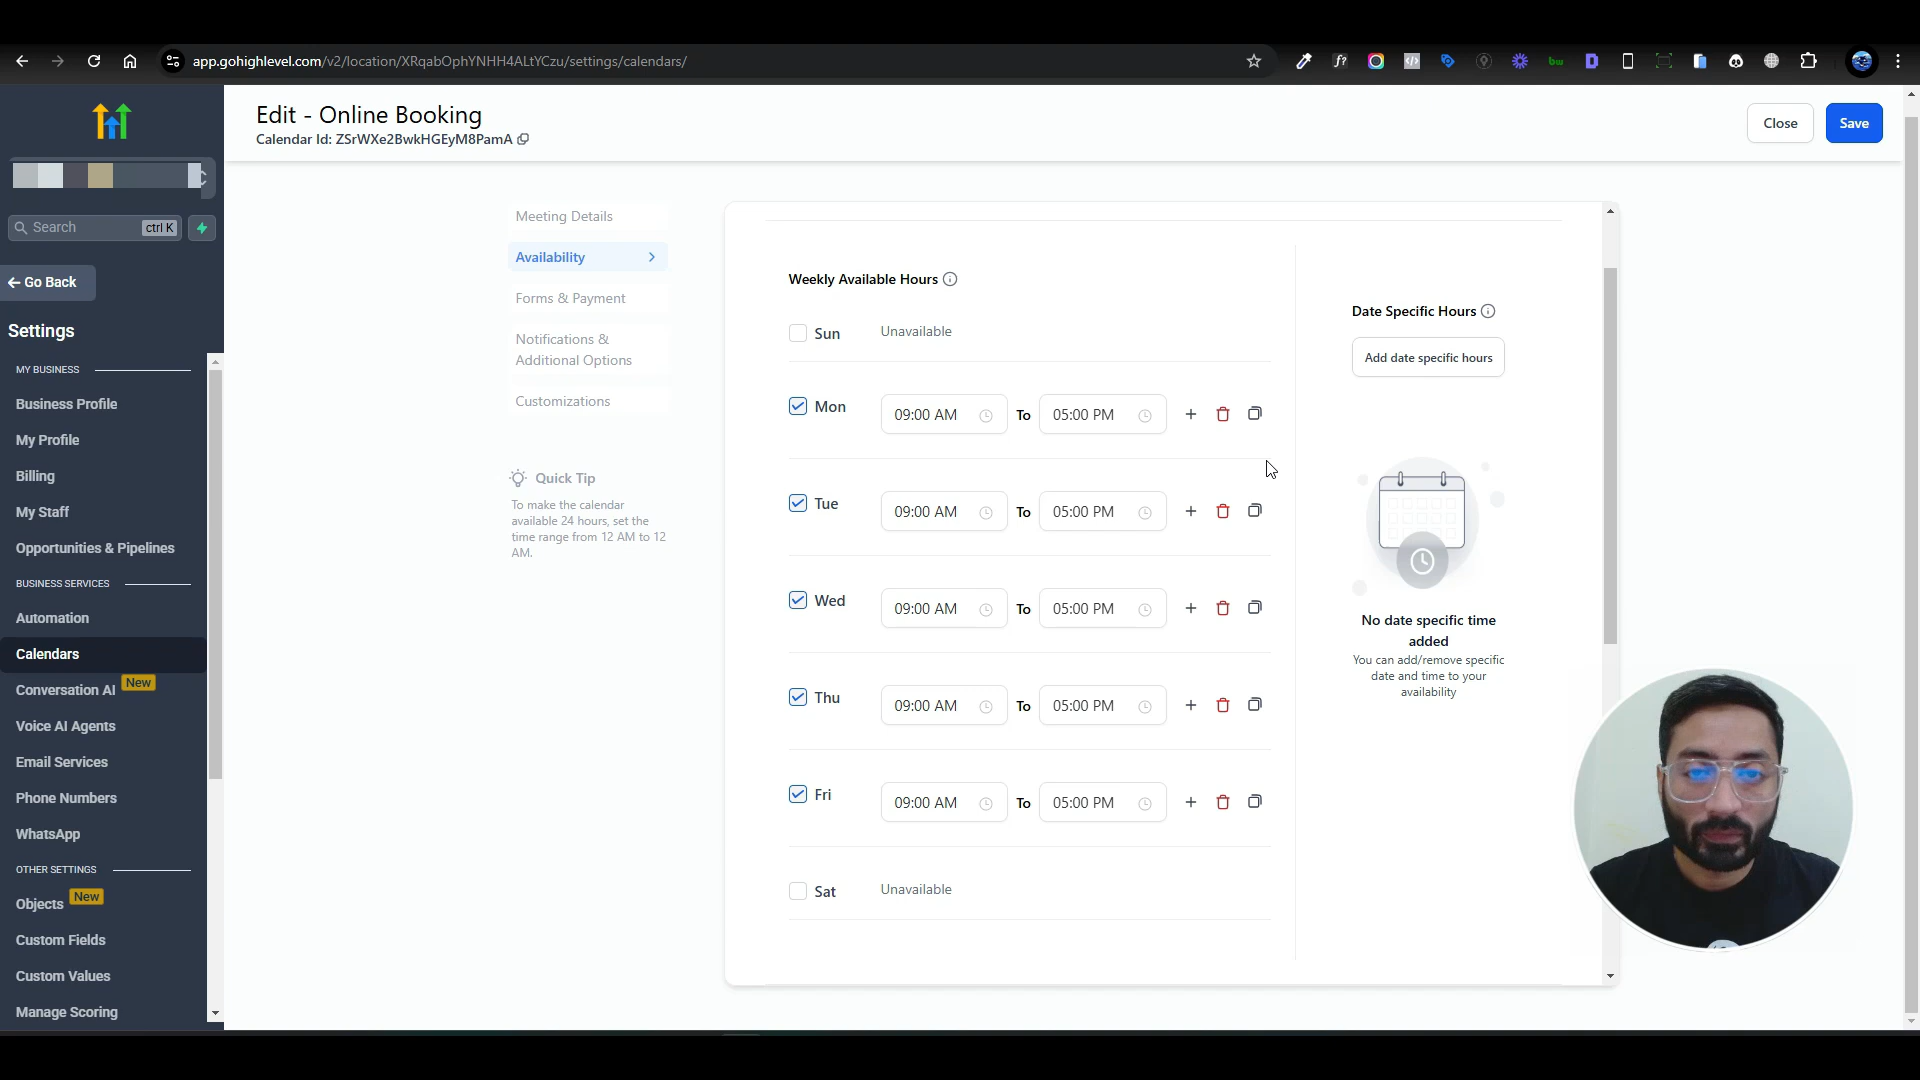 app.gohighlevel.com/v2/location/XRqabOphYNHH4ALtYCzu/settings/calendars/
f?
bw
D
Edit - Online Booking
Calendar Id: ZSrWXe2BwkHGEyM8PamA
Close
Save
Search
ctrl K
Go Back
Settings
MY BUSINESS
Business Profile
My Profile
Billing
My Staff
Opportunities & Pipelines
BUSINESS SERVICES
Automation
Calendars
Conversation AI
New
Voice AI Agents
Email Services
Phone Numbers
WhatsApp
OTHER SETTINGS
Objects
New
Custom Fields
Custom Values
Manage Scoring
Meeting Details
Availability
Forms & Payment
Notifications &
Additional Options
Customizations
Quick Tip
To make the calendar
available 24 hours, set the
time range from 12 AM to 12
AM.
Weekly Available Hours
Sun
Unavailable
Mon
09:00 AM
To
05:00 PM
Tue
09:00 AM
To
05:00 PM
Wed
09:00 AM
To
05:00 PM
Thu
09:00 AM
To
05:00 PM
Fri
09:00 AM
To
05:00 PM
Sat
Unavailable
Date Specific Hours
Add date specific hours
No date specific time
added
You can add/remove specific
date and time to your
availability